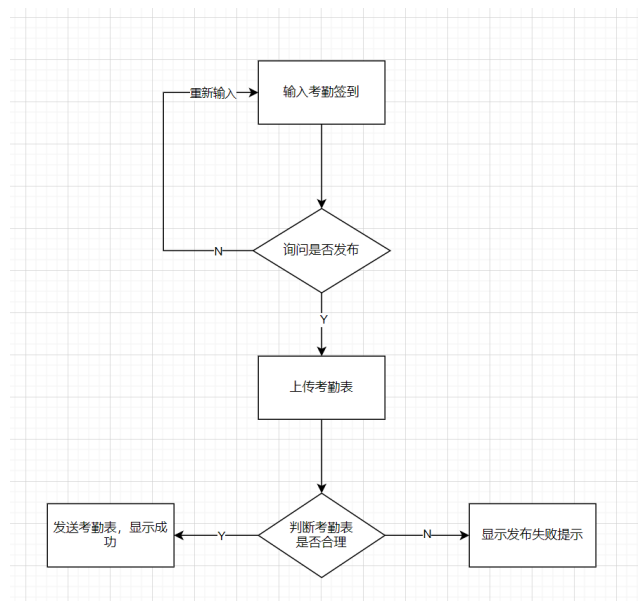 重新输入
输入考勤签到
询问是否发布
N
Y
上传考勤表
发送考勤表，显示成
功
Y
判断考勤表
是否合理
N
显示发布失败提示